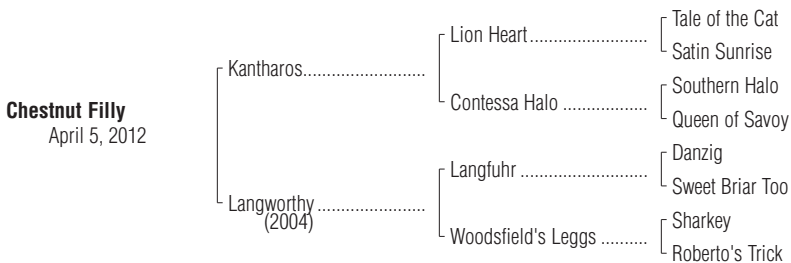 Chestnut Filly
April 5, 2012
Kantharos..........................
Langworthy.......................
(2004)
Lion Heart.........................
Contessa Halo ..................
Langfuhr ...........................
Woodsfield's Leggs ..........
Tale of the Cat
Satin Sunrise
Southern Halo
Queen of Savoy
Danzig
Sweet Briar Too
Sharkey
Roberto's Trick